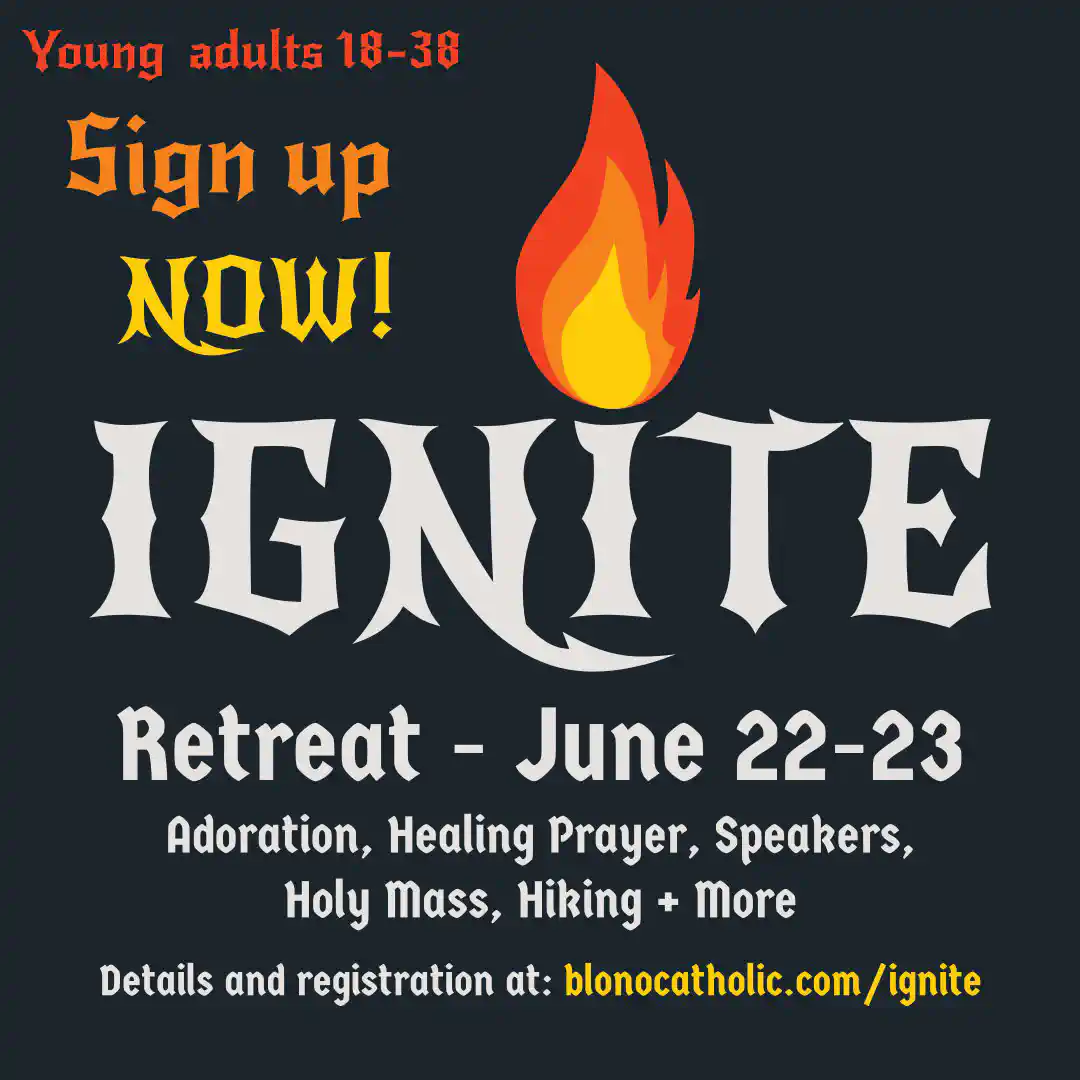 Young adults 18-38
Sign up
NOW!
IGNITE
Retreat - June 22-23
Adoration, Healing Prayer, Speakers,
Holy Mass, Hiking + More
Details and registration at: blonocatholic.com/ignite